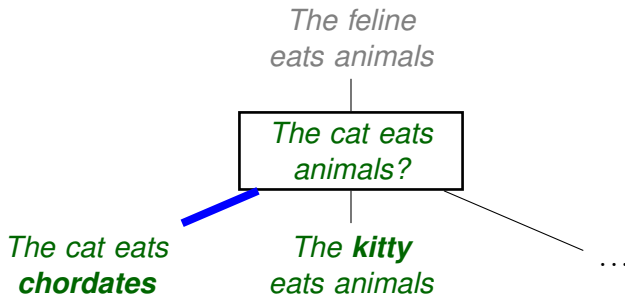 The feline
eats animals
The cat eats
animals?
The cat eats
chordates
The kitty
eats animals
...